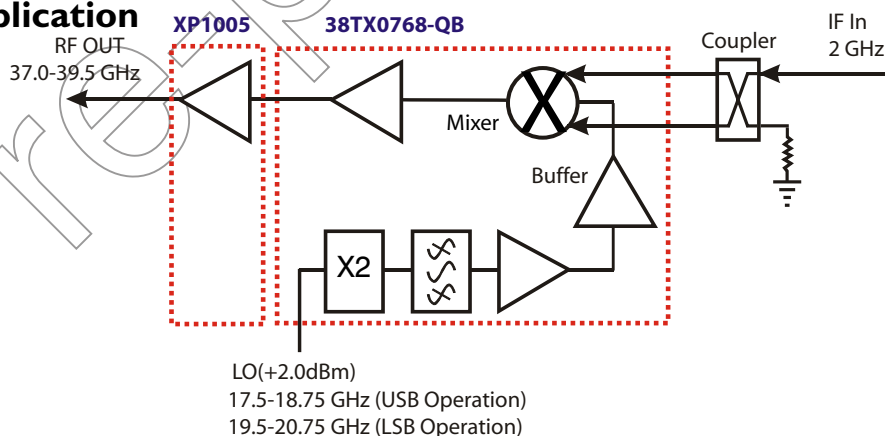 plication
XP1005
38TX0768-QB
RF OUT
37.0-39.5 GHz
Coupler
IF In
2 GHz
Mixer
Buffer
X2
LO(+2.0dBm)
17.5-18.75 GHz (USB Operation)
19.5-20.75 GHz (LSB Operation)
re-p